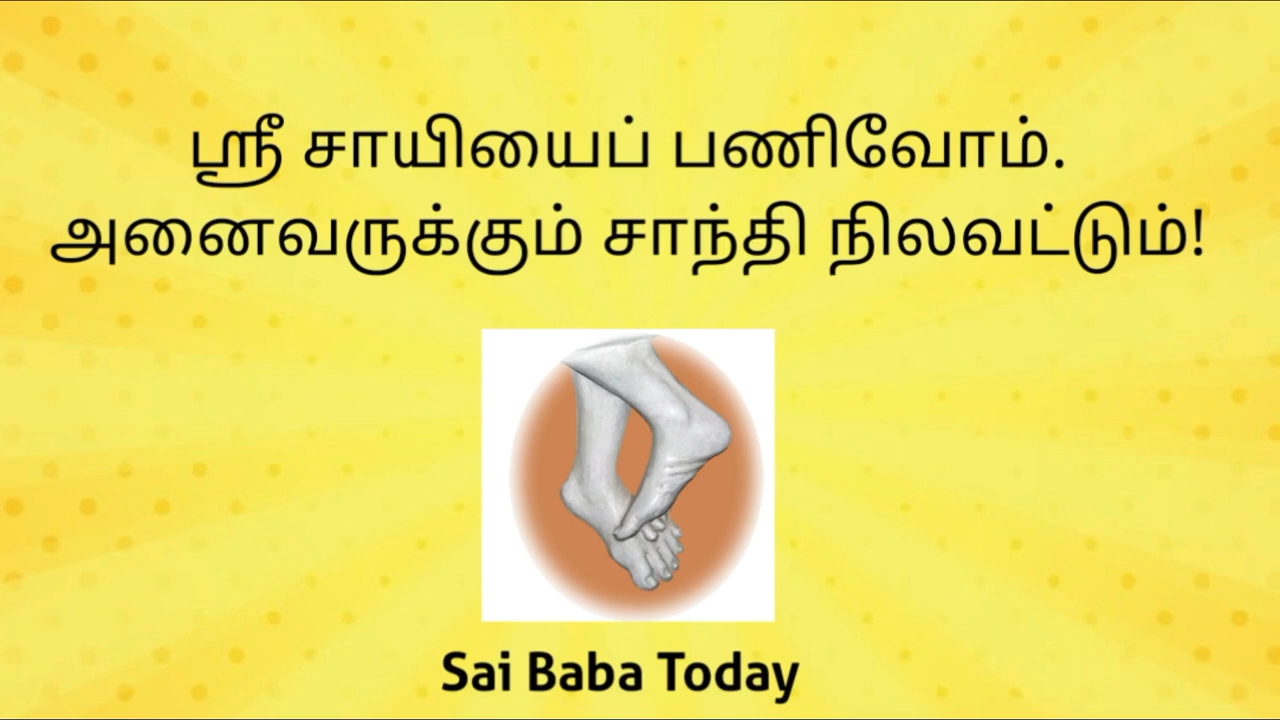 ஸ்ரீ சாயியைப் பணிவோம்.
அனைவருக்கும் சாந்தி நிலவட்டும்!
Sai Baba Today